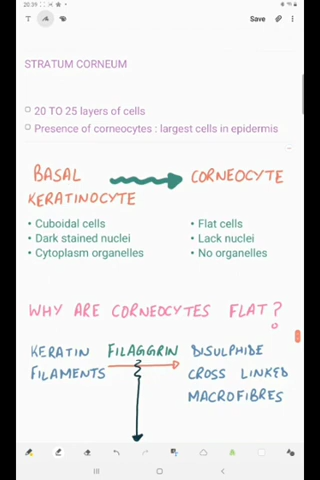 20:39
Save
STRATUM CORNEUM
20 TO 25 layers of cells
Presence of corneocytes : largest cells in epidermis
BASAL KERATINOCYTE
CORNEOCYTE
• Cuboidal cells
• Dark stained nuclei
• Cytoplasm organelles
• Flat cells
• Lack nuclei
• No organelles
WHY ARE CORNEOCYTES FLAT?
KERATIN FILAMENTS
FILAGGRIN
DISULPHIDE
CROSS LINKED
MACROFIBRES